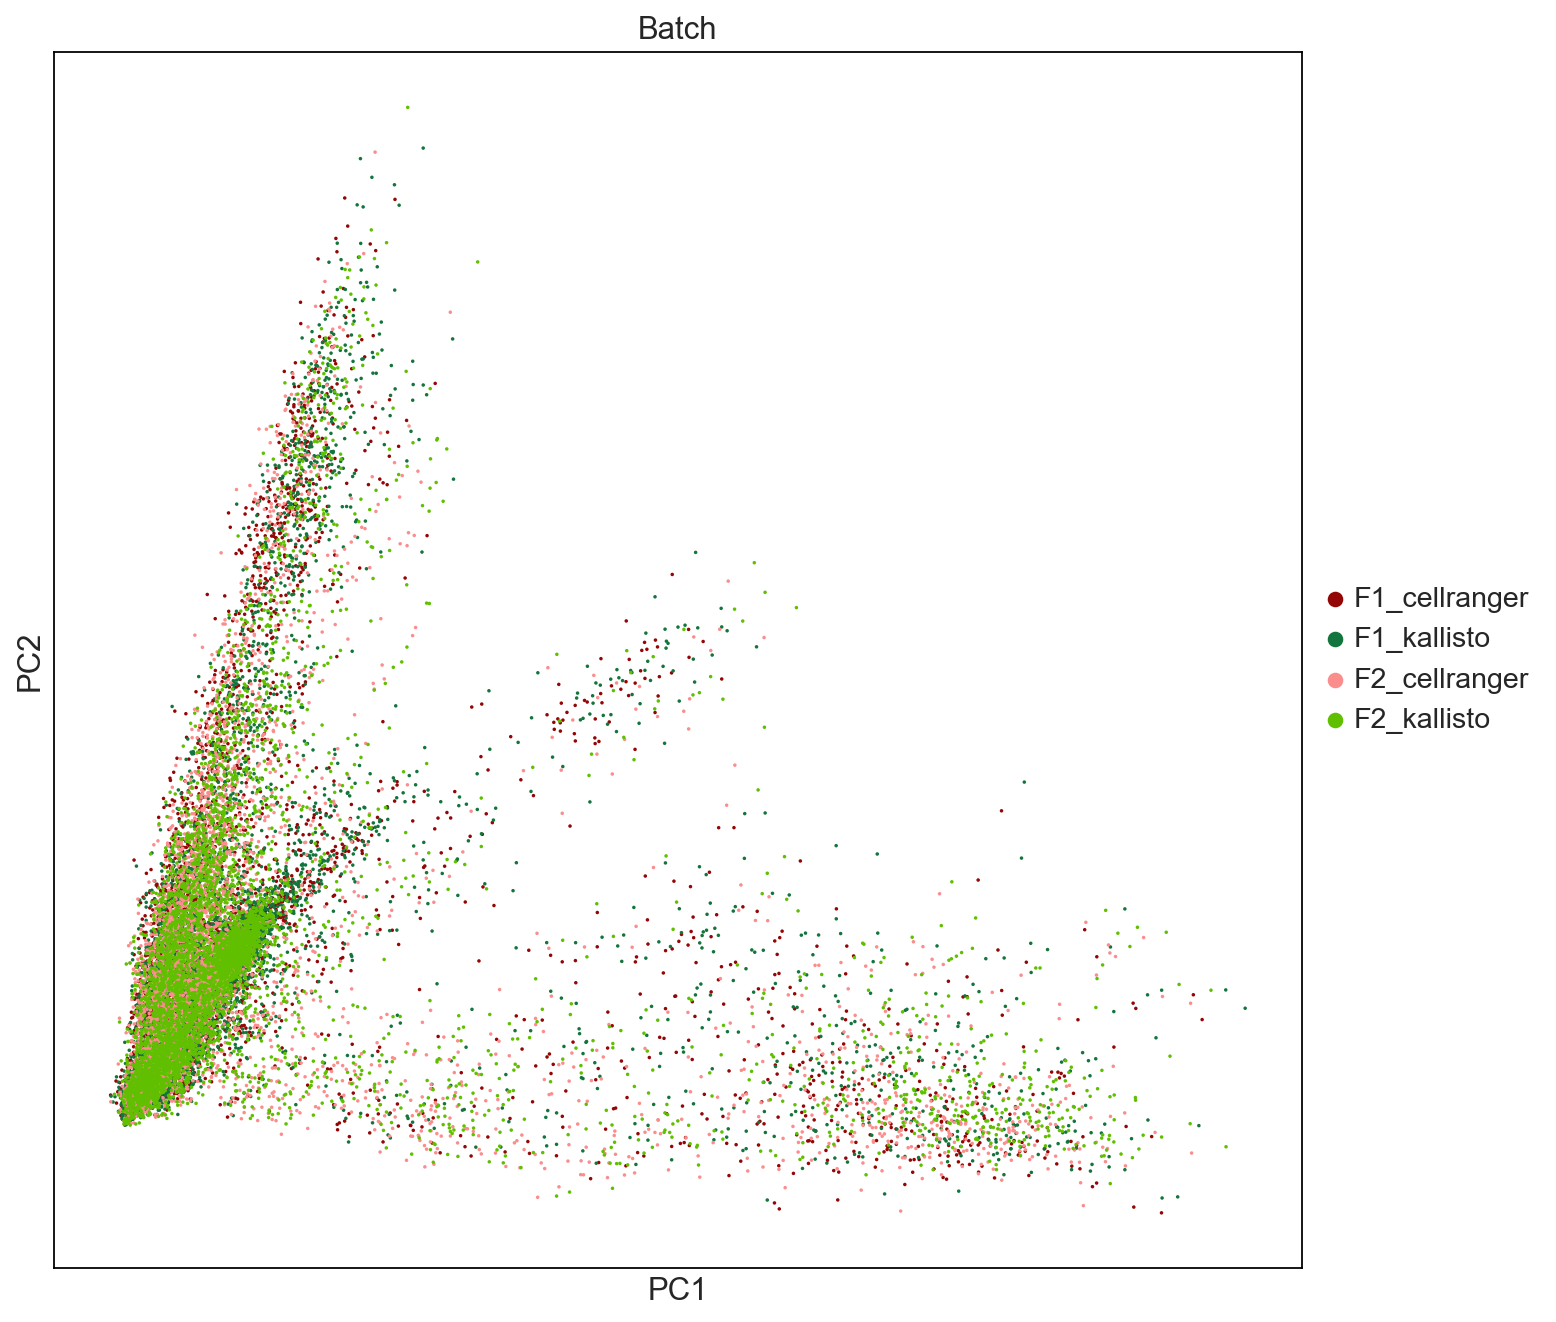 Batch
PC2
PC1
F1_cellranger
F1_kallisto
F2_cellranger
F2_kallisto